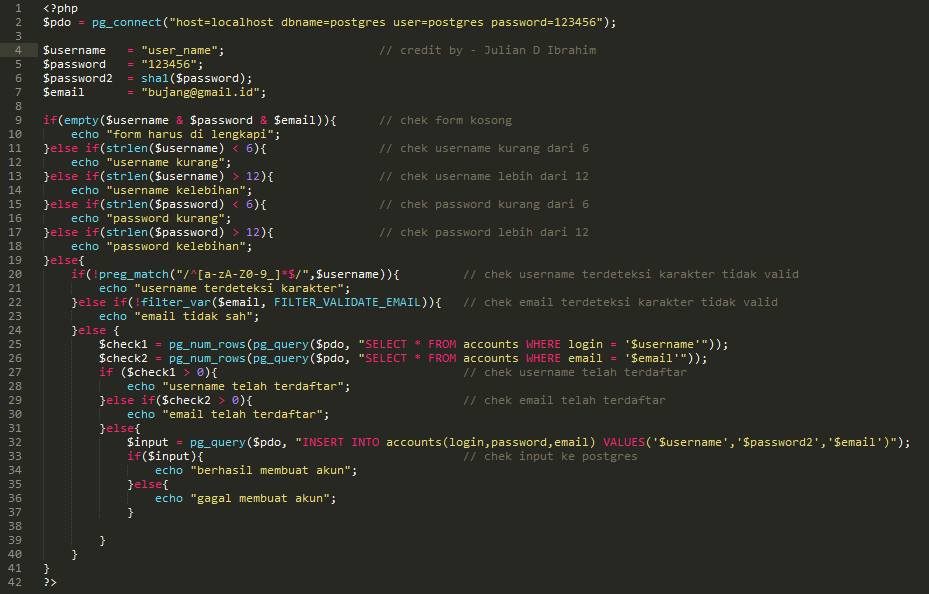 1 <?php
2 $pdo = pg_connect("host=localhost dbname=postgres user=postgres password=123456");
3
4 $username = "user_name"; // credit by - Julian D Ibrahim
5 $password = "123456";
6 $password2 = sha1($password);
7 $email = "bujang@gmail.id";
8
9 if(empty($username & $password & $email)){ // chek form kosong
10 echo "form harus di lengkapi";
11 }else if(strlen($username) < 6){ // chek username kurang dari 6
12 echo "username kurang";
13 }else if(strlen($username) > 12){ // chek username lebih dari 12
14 echo "username kelebihan";
15 }else if(strlen($password) < 6){ // chek password kurang dari 6
16 echo "password kurang";
17 }else if(strlen($password) > 12){ // chek password lebih dari 12
18 echo "password kelebihan";
19 }else{
20 if(!preg_match("/^[a-zA-Z0-9_]*$/",$username)){ // chek username terdeteksi karakter tidak valid
21 echo "username terdeteksi karakter";
22 }else if(!filter_var($email, FILTER_VALIDATE_EMAIL)){ // chek email terdeteksi karakter tidak valid
23 echo "email tidak sah";
24 }else {
25 $check1 = pg_num_rows(pg_query($pdo, "SELECT * FROM accounts WHERE login = '$username'"));
26 $check2 = pg_num_rows(pg_query($pdo, "SELECT * FROM accounts WHERE email = '$email'"));
27 if ($check1 > 0){ // chek username telah terdaftar
28 echo "username telah terdaftar";
29 }else if($check2 > 0){ // chek email telah terdaftar
30 echo "email telah terdaftar";
31 }else{
32 $input = pg_query($pdo, "INSERT INTO accounts(login,password,email) VALUES('$username','$password2','$email')");
33 if($input){ // chek input ke postgres
34 echo "berhasil membuat akun";
35 }else{
36 echo "gagal membuat akun";
37 }
38
39 }
40 }
41 }
42 ?>